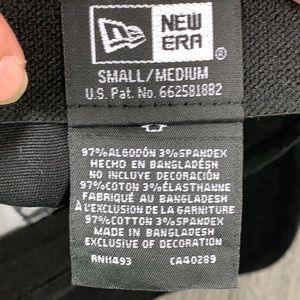 NEW
ERA®
SMALL/MEDIUM
U.S. Pat. No. 6625818B2
97%ALGODÓN 3%SPANDEX
HECHO EN BANGLADÉSH
NO INCLUYE DECORACIÓN
97%COTON 3%ÉLASTHANNE
FABRIQUÉ AU BANGLADESH
À L'EXCLUSION DE LA GARNITURE
97%COTTON 3%SPANDEX
MADE IN BANGLADESH
EXCLUSIVE OF DECORATION
RN11493 CA40289